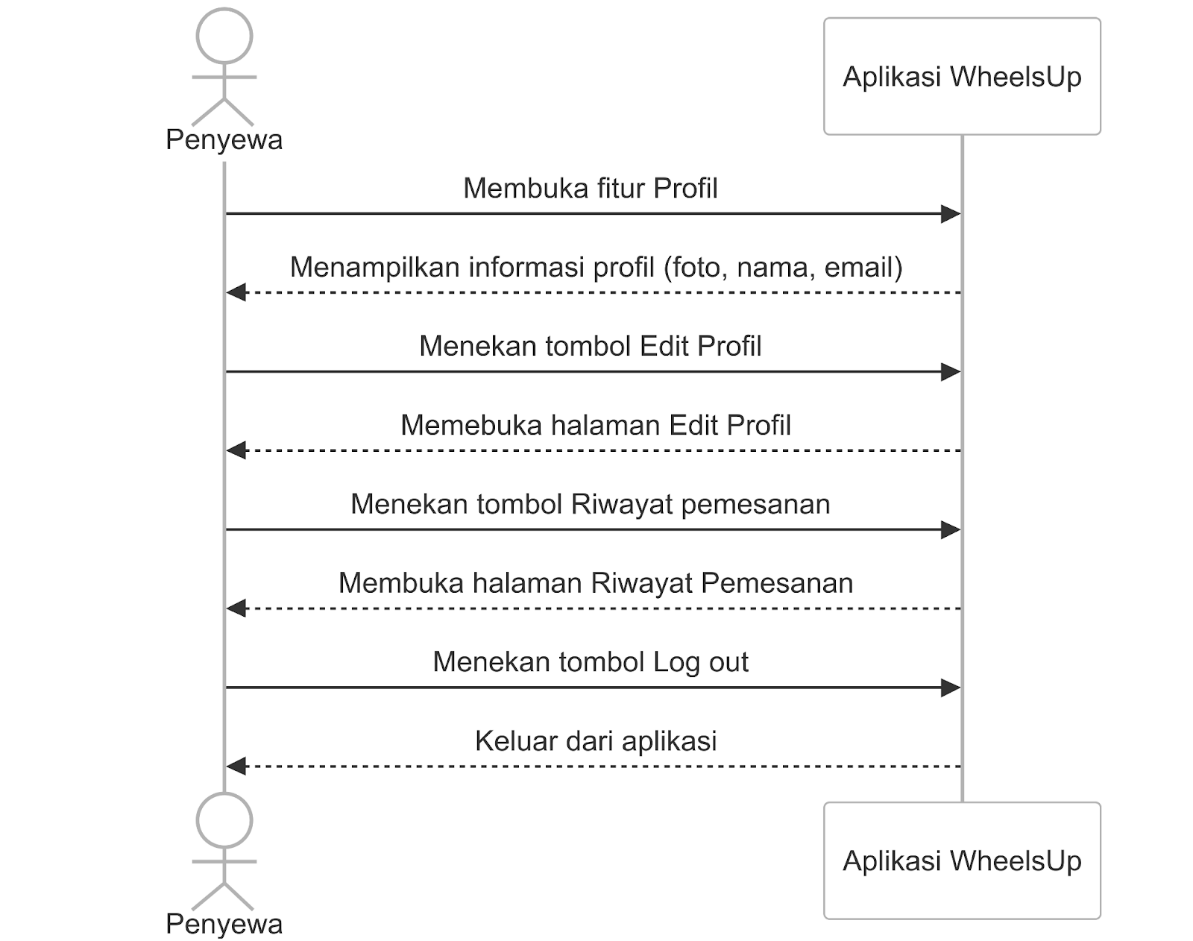 Penyewa
Aplikasi WheelsUp
Membuka fitur Profil
Menampilkan informasi profil (foto, nama, email)
Menekan tombol Edit Profil
Memebuka halaman Edit Profil
Menekan tombol Riwayat pemesanan
Membuka halaman Riwayat Pemesanan
Menekan tombol Log out
Keluar dari aplikasi
Penyewa
Aplikasi WheelsUp